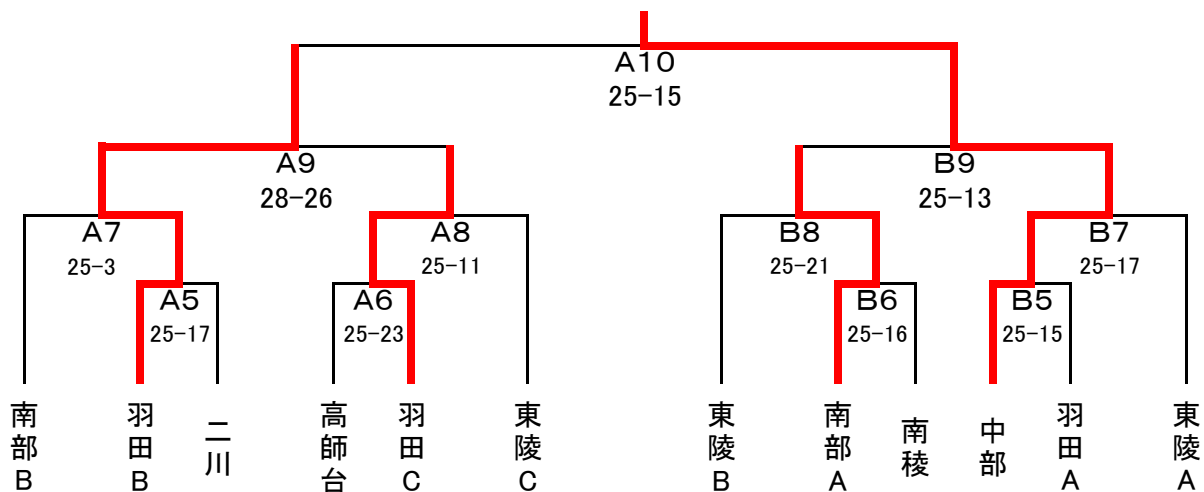 A10
25-15
A9
28-26
B9
25-13
A7
25-3
A8
25-11
B8
25-21
B7
25-17
A5
25-17
A6
25-23
B6
25-16
B5
25-15
南部B
羽田B
二川
高師台
羽田C
東陵C
東陵B
南部A
南稜
中部
羽田A
東陵A